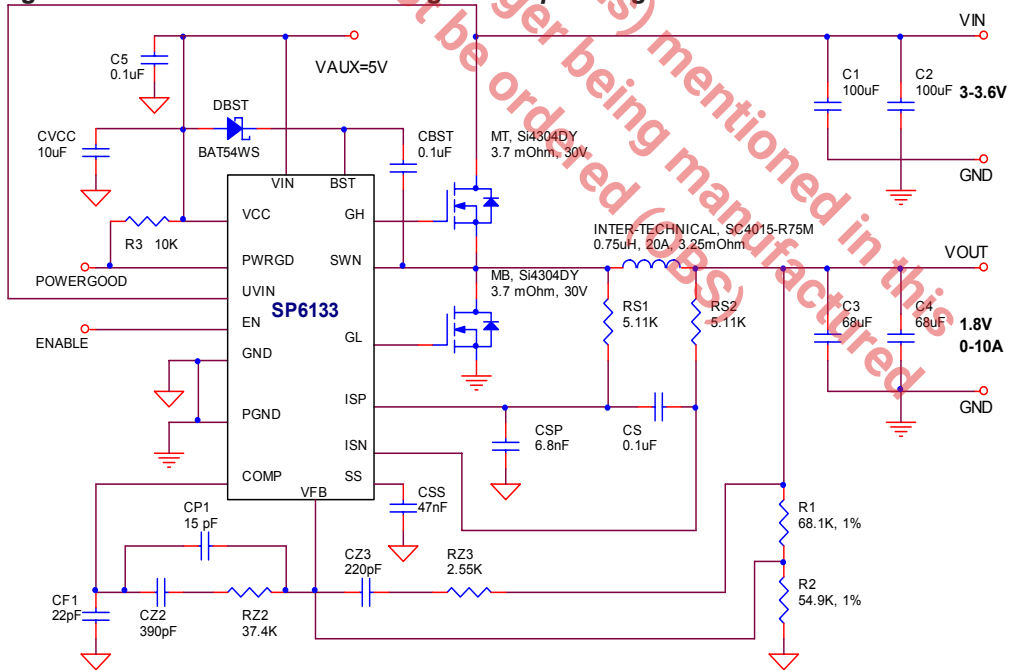 VIN
VAUX=5V
C5
0.1uF
C1
100uF
C2
100uF
3-3.6V
DBST
BAT54WS
CVCC
10uF
CBST
0.1uF
MT, Si4304DY
3.7 mOhm, 30V
GND
VIN
BST
VCC
GH
R3 10K
INTER-TECHNICAL, SC4015-R75M
0.75uH, 20A, 3.25mOhm
PWRGD
SWN
VOUT
POWERGOOD
UVIN
MB, Si4304DY
3.7 mOhm, 30V
SP6133
RS1
5.11K
RS2
5.11K
C3
68uF
C4
68uF
1.8V
0-10A
EN
ENABLE
GL
GND
ISP
PGND
GND
CSP
6.8nF
CS
0.1uF
ISN
COMP
SS
VFB
CSS
47nF
CP1
15 pF
R1
68.1K, 1%
CZ3
220pF
RZ3
2.55K
CF1
22pF
CZ2
390pF
RZ2
37.4K
R2
54.9K, 1%
mentioned in this
ger being manufactured
be ordered (OBS)